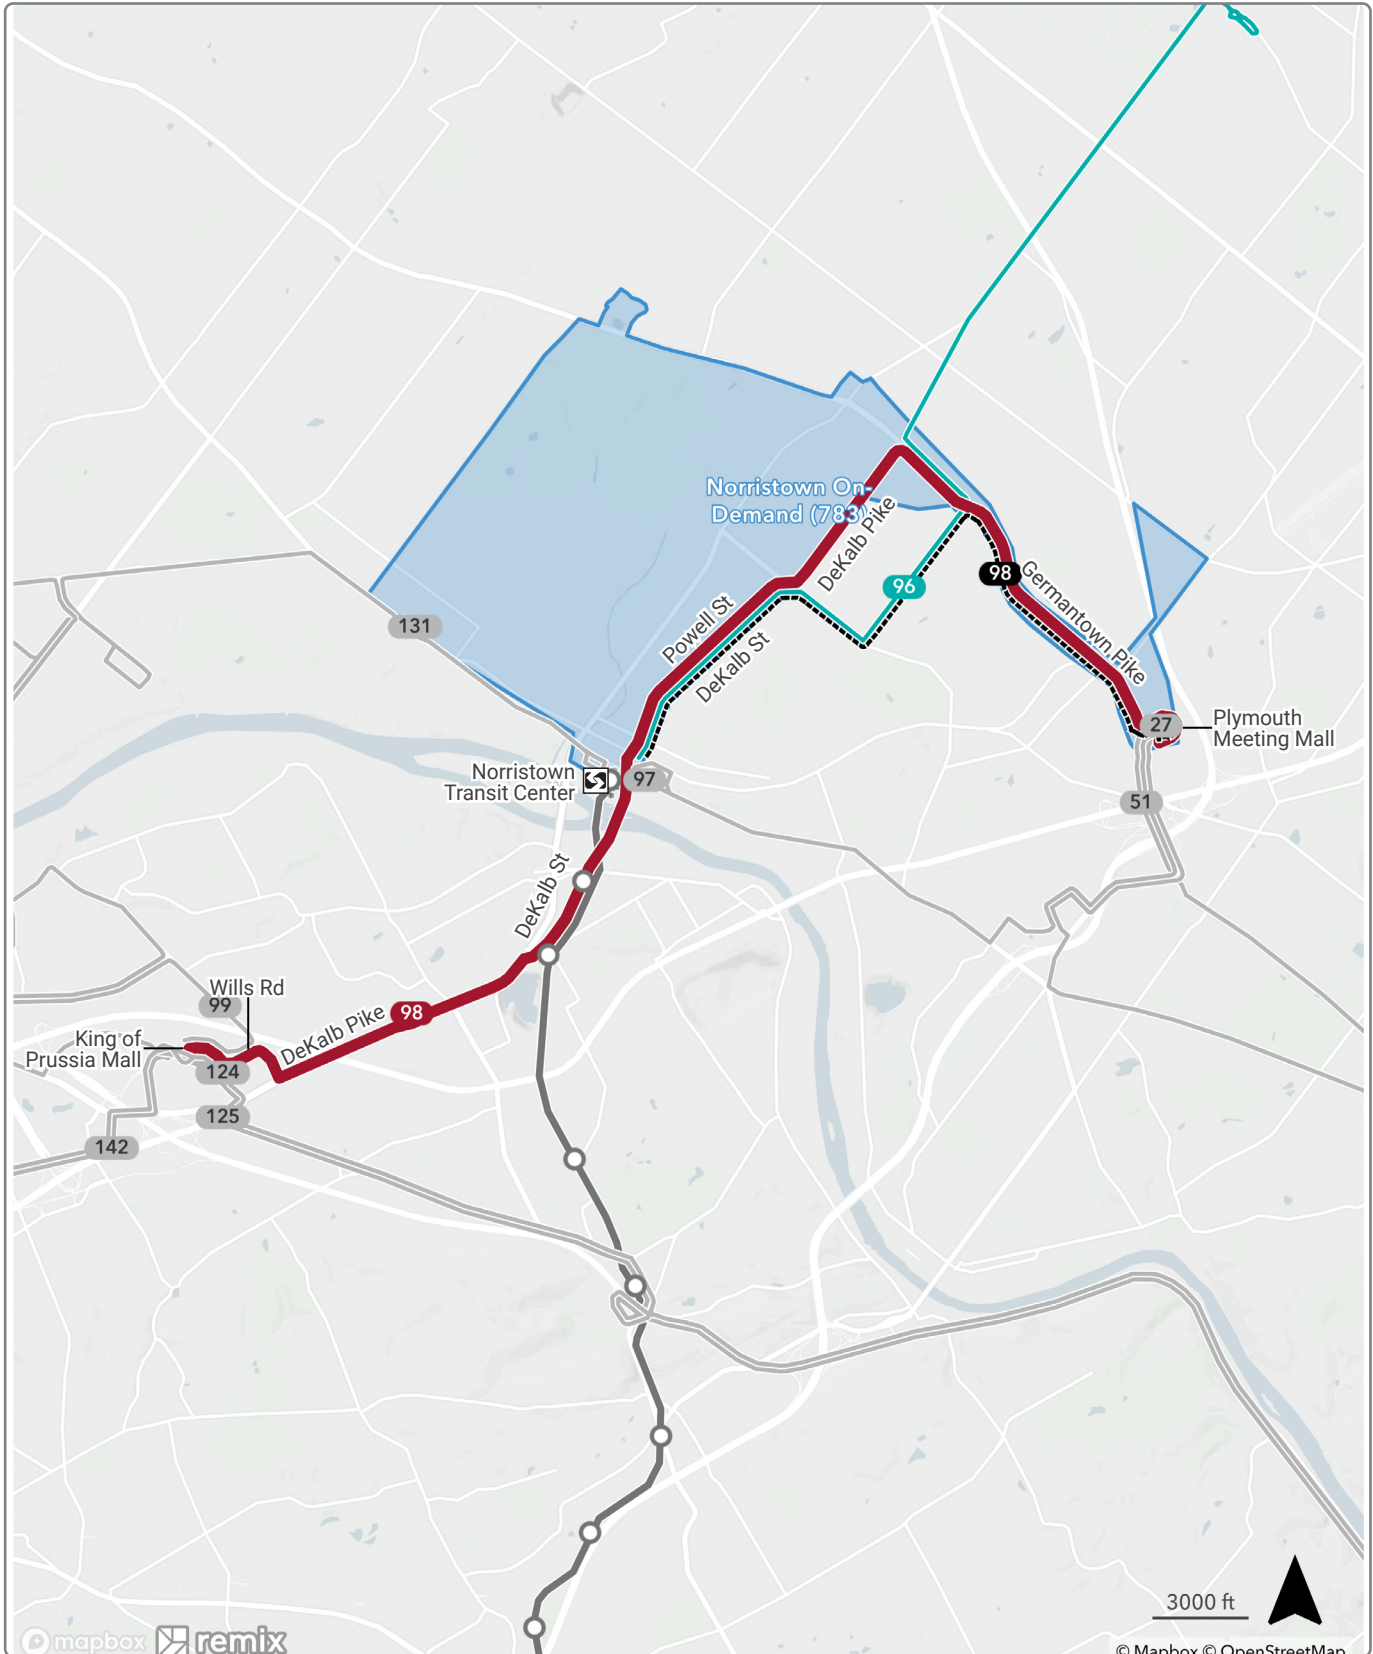 Norristown On-
Demand (783)
DeKalb Pike
96
98
Germantown Pike
131
Powell St
DeKalb St
27
Plymouth
Meeting Mall
Norristown
Transit Center
97
51
DeKalb St
Wills Rd
99
98
DeKalb Pike
King of
Prussia Mall
124
125
142
3000 ft
mapbox
remix
© Mapbox © OpenStreetMap